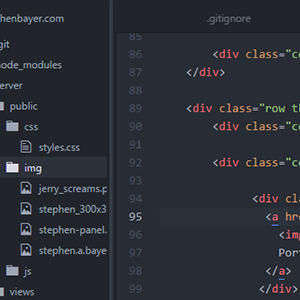 henbayer.com
git
node_modules
erver
public
css
styles.css
img
jerry_screams.p
stephen_300x3
stephen-panel.
stephen.a.baye
js
views
.gitignore
85
86 <div class="co
87 </div>
88
89 <div class="row th
90 <div class="co
91
92 <div class="co
93
94 <div cla
95 <a hre
96 <img
97 Port
98 </a>
99 </div>